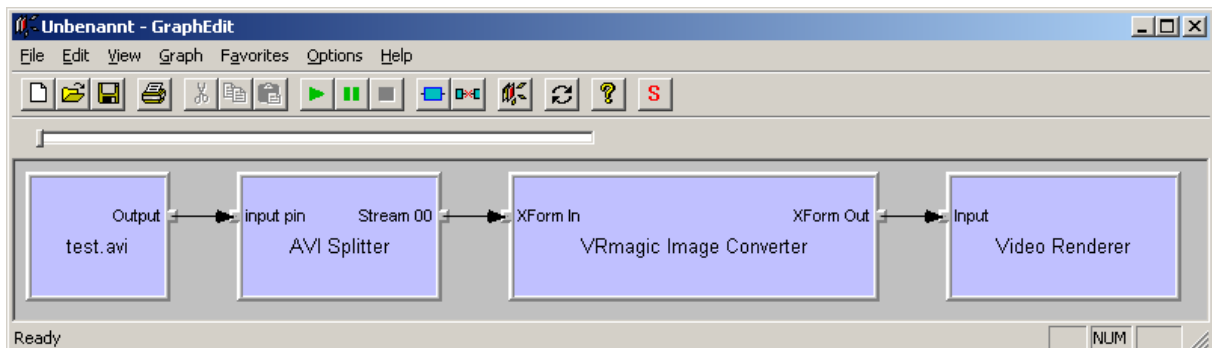 Unbenannt - GraphEdit
File Edit View Graph Favorites Options Help
S
Output input pin Stream 00 XForm In XForm Out Input
test.avi AVI Splitter VRmagic Image Converter Video Renderer
Ready NUM